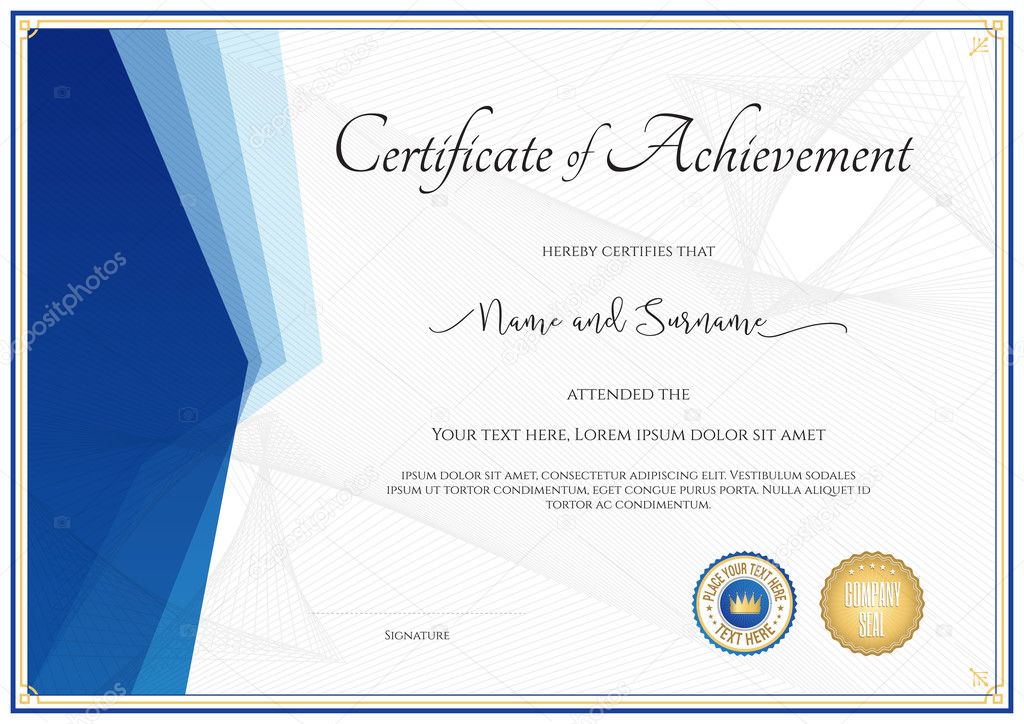 Certificate of Achievement
HEREBY CERTIFIES THAT
Name and Surname
ATTENDED THE
YOUR TEXT HERE, LOREM IPSUM DOLOR SIT AMET
IPSUM DOLOR SIT AMET, CONSECTETUR ADIPISCING ELIT. VESTIBULUM SODALES
IPSUM UT TORTOR CONDIMENTUM, EGET CONGUE PURUS PORTA. NULLA ALIQUET ID
TORTOR AC CONDIMENTUM.
PLACE YOUR TEXT HERE
TEXT HERE
COMPANY
SEAL
SIGNATURE
depositphotos